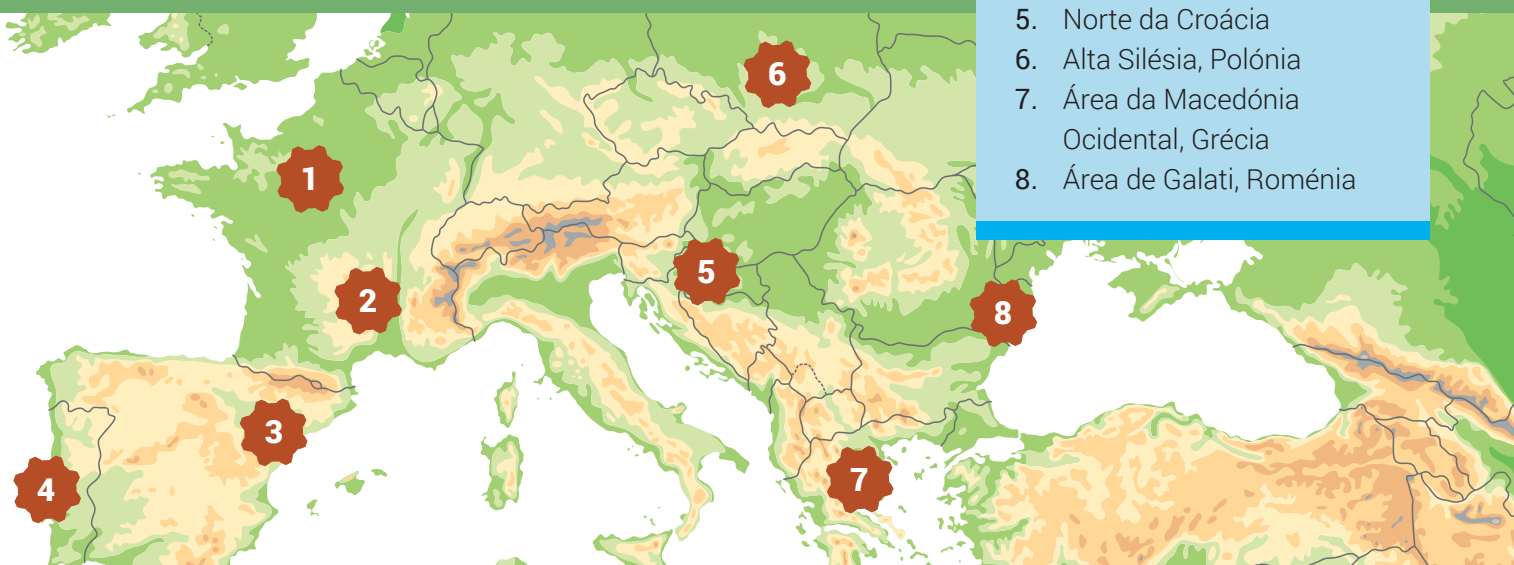 5. Norte da Croácia
6. Alta Silésia, Polónia
7. Área da Macedónia
Ocidental, Grécia
8. Área de Galati, Roménia
6
1
5
2
8
3
7
4